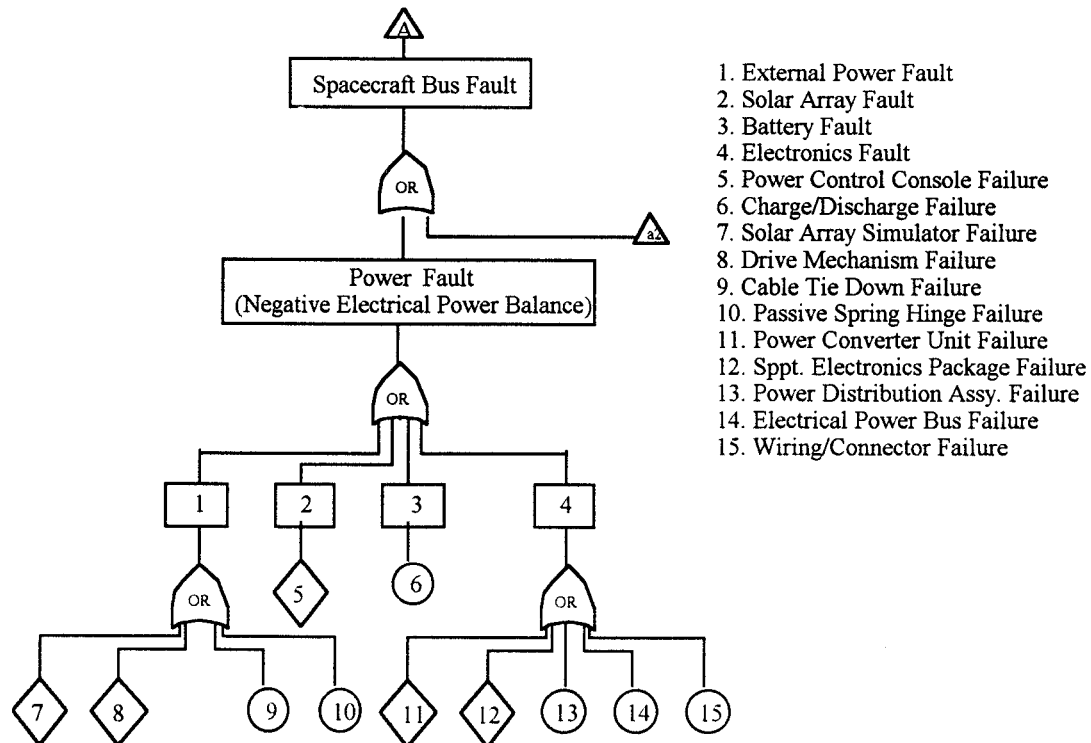 A
Spacecraft Bus Fault
OR
a2
Power Fault
(Negative Electrical Power Balance)
OR
1
2
3
4
OR
5
6
OR
7
8
9
10
11
12
13
14
15
1. External Power Fault
2. Solar Array Fault
3. Battery Fault
4. Electronics Fault
5. Power Control Console Failure
6. Charge/Discharge Failure
7. Solar Array Simulator Failure
8. Drive Mechanism Failure
9. Cable Tie Down Failure
10. Passive Spring Hinge Failure
11. Power Converter Unit Failure
12. Sppt. Electronics Package Failure
13. Power Distribution Assy. Failure
14. Electrical Power Bus Failure
15. Wiring/Connector Failure